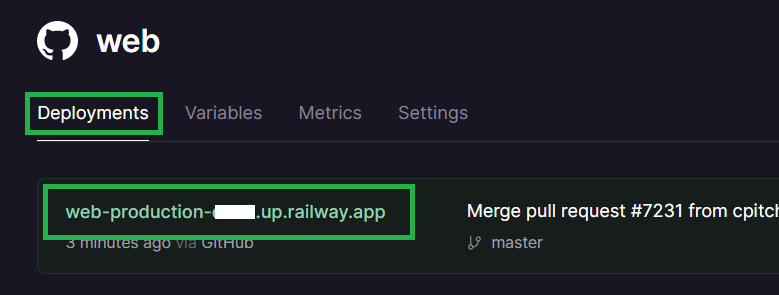 web
Deployments Variables Metrics Settings
web-production- .up.railway.app
Merge pull request #7231 from cpitch
3 minutes ago via GitHub
master